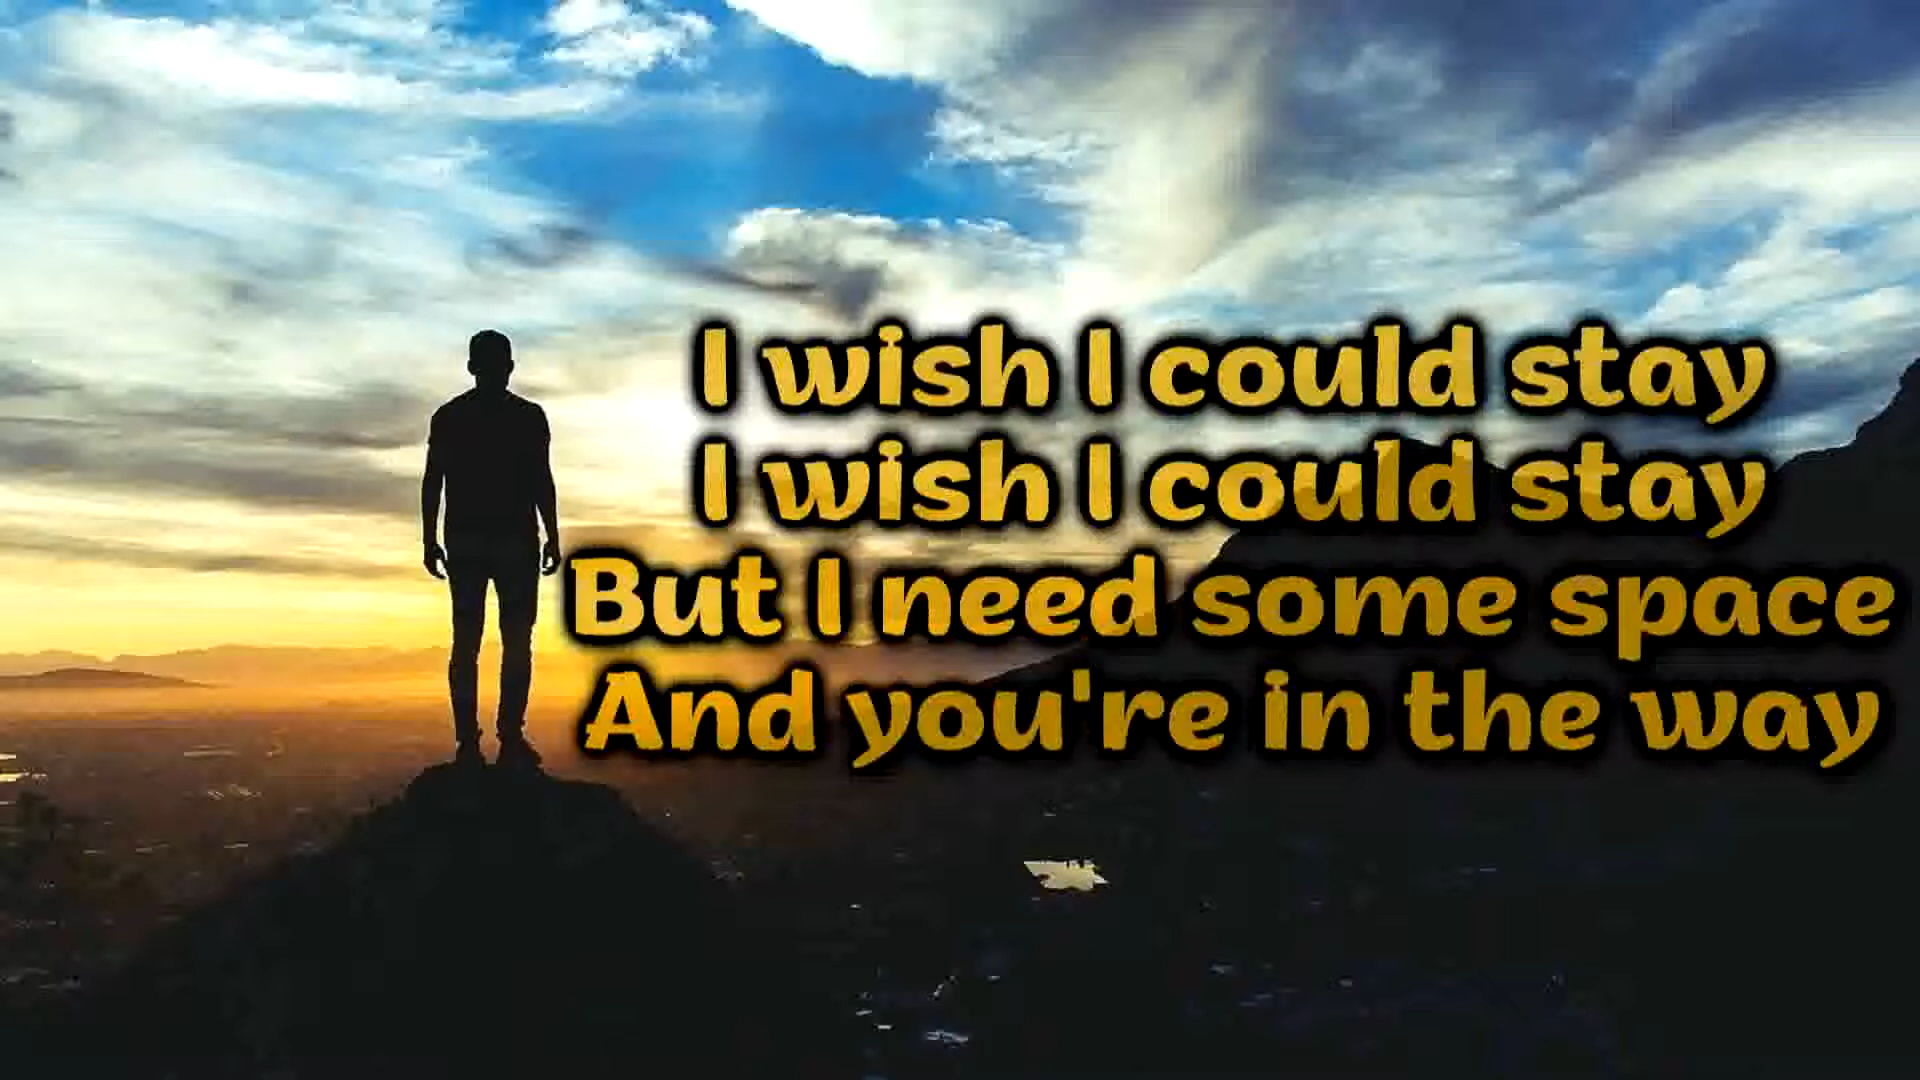 I wish I could stay
I wish I could stay
But I need some space
And you're in the way